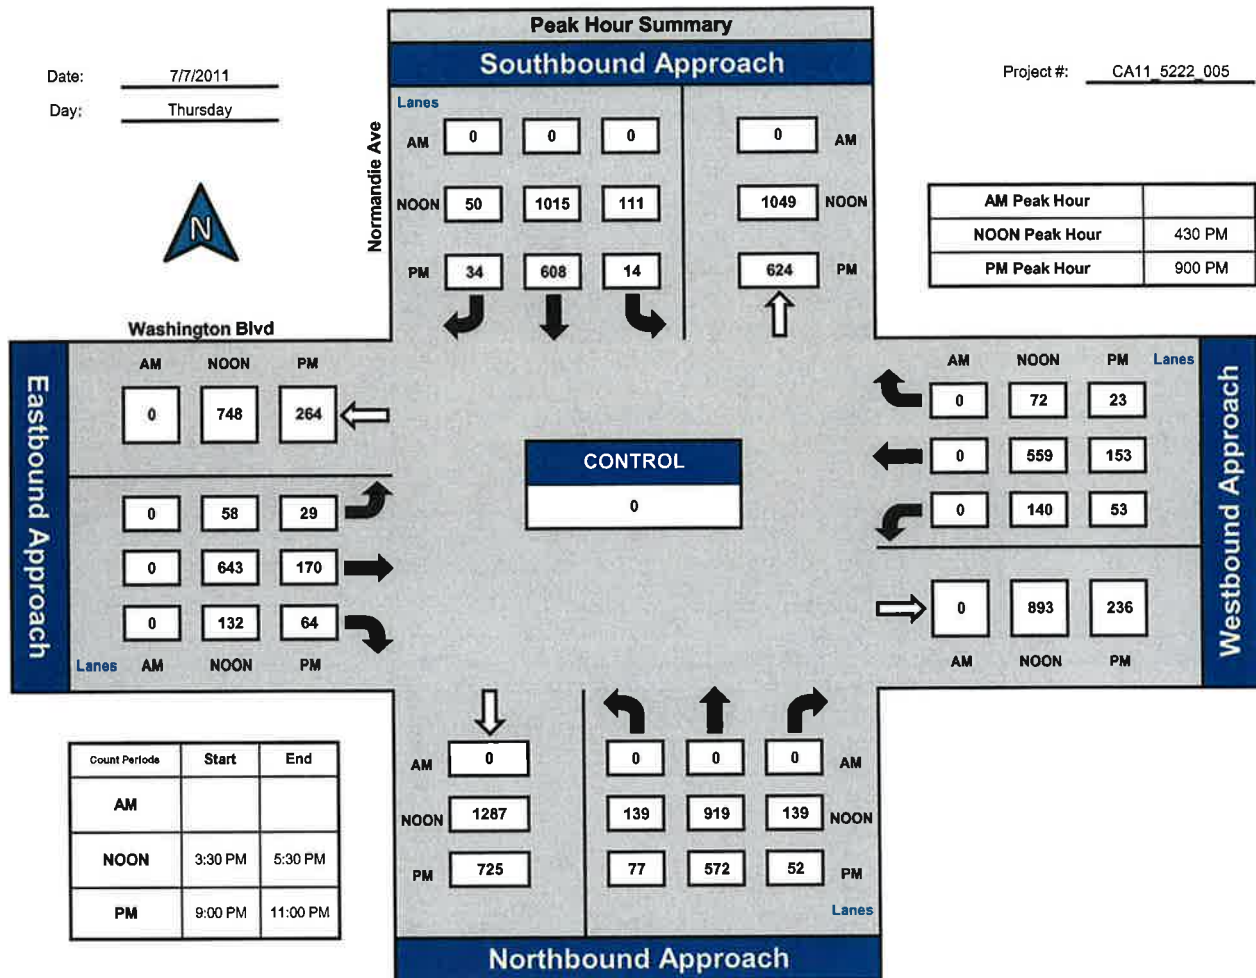 Peak Hour Summary
Southbound Approach
Date: 7/7/2011
Day: Thursday
Project #: CA11_5222_005
N
Normandie Ave
Lanes
AM 0 0 0 0 AM
NOON 50 1015 111 1049 NOON
PM 34 608 14 624 PM
AM Peak Hour
NOON Peak Hour 430 PM
PM Peak Hour 900 PM
Washington Blvd
Eastbound Approach
AM NOON PM
0 748 264
0 58 29
0 643 170
0 132 64
Lanes AM NOON PM
CONTROL
0
AM NOON PM Lanes
0 72 23
0 559 153
0 140 53
0 893 236
AM NOON PM
Westbound Approach
Count Periods Start End
AM
NOON 3:30 PM 5:30 PM
PM 9:00 PM 11:00 PM
AM 0 0 0 0 AM
NOON 1287 139 919 139 NOON
PM 725 77 572 52 PM
Lanes
Northbound Approach